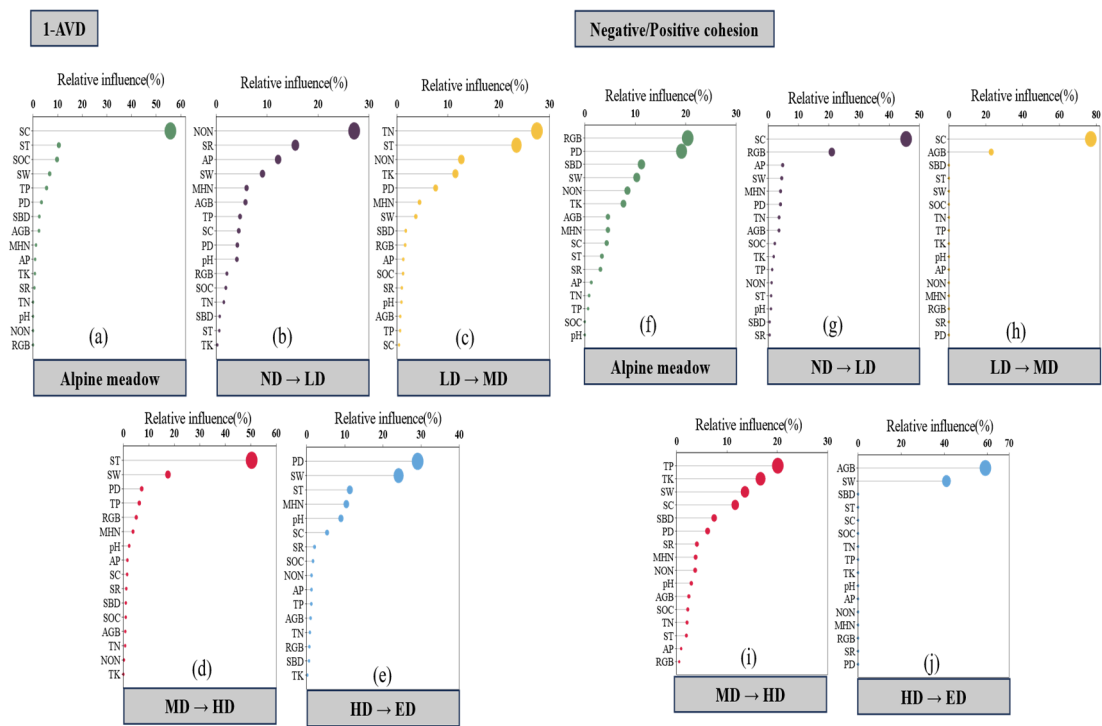 1-AVD
Negative/Positive cohesion
Relative influence(%)
0 10 20 30 40 50 60
SC
ST
SOC
SW
TP
PD
SBD
AGB
MHN
AP
TK
SR
TN
pH
NON
RGB
(a)
Alpine meadow
Relative influence(%)
0 10 20 30
NON
SR
AP
SW
MHN
AGB
TP
SC
PD
pH
RGB
SOC
TN
SBD
ST
TK
(b)
ND → LD
Relative influence(%)
0 10 20 30
TN
ST
NON
TK
PD
MHN
SW
SBD
RGB
AP
SOC
SR
pH
AGB
TP
SC
(c)
LD → MD
Relative influence(%)
0 10 20 30
RGB
PD
SBD
SW
NON
TK
AGB
MHN
SC
ST
SR
AP
TN
TP
SOC
pH
(f)
Alpine meadow
Relative influence(%)
0 10 20 30 40 50
SC
RGB
AP
SW
MHN
PD
TN
AGB
SOC
TK
TP
NON
ST
pH
SBD
SR
(g)
ND → LD
Relative influence(%)
0 20 40 60 80
SC
AGB
SBD
ST
SW
SOC
TN
TP
TK
pH
AP
NON
MHN
RGB
SR
PD
(h)
LD → MD
Relative influence(%)
0 10 20 30 40 50 60
ST
SW
PD
TP
RGB
MHN
pH
AP
SC
SR
SBD
SOC
AGB
TN
NON
TK
(d)
MD → HD
Relative influence(%)
0 10 20 30 40
PD
SW
ST
MHN
pH
SC
SR
SOC
NON
AP
TP
AGB
TN
RGB
SBD
TK
(e)
HD → ED
Relative influence(%)
0 10 20 30
TP
TK
SW
SC
SBD
PD
SR
MHN
NON
pH
AGB
SOC
TN
ST
AP
RGB
(i)
MD → HD
Relative influence(%)
0 10 20 30 40 50 60 70
AGB
SW
SBD
ST
SC
SOC
TN
TP
TK
pH
AP
NON
MHN
RGB
SR
PD
(j)
HD → ED